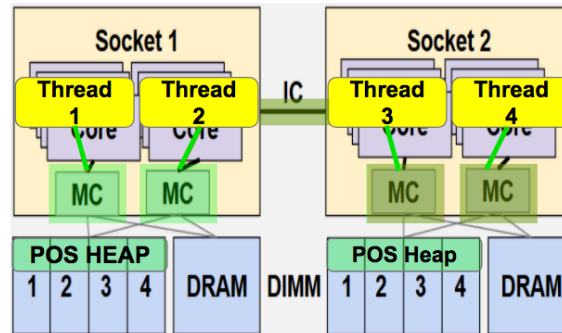 Socket 1
Socket 2
IC
Thread
1
Thread
2
Thread
3
Thread
4
Core
Core
Core
Core
MC
MC
MC
MC
POS HEAP
POS Heap
1 2 3 4
DRAM
DIMM
1 2 3 4
DRAM